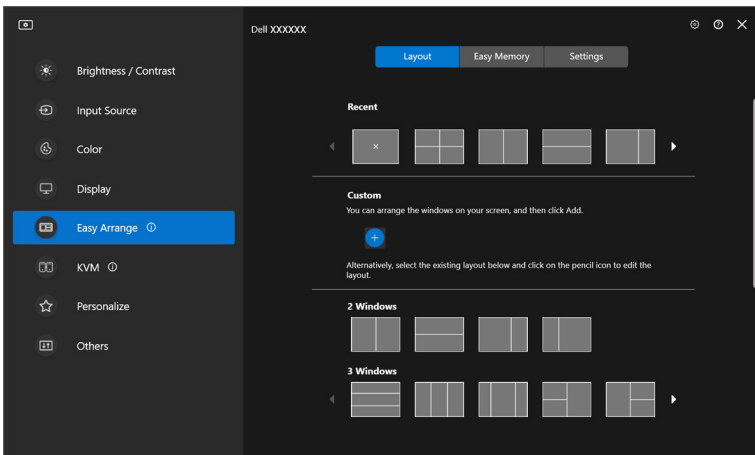 Dell XXXXXX
Brightness / Contrast
Input Source
Color
Display
Easy Arrange
KVM
Personalize
Others
Layout
Easy Memory
Settings
Recent
Custom
You can arrange the windows on your screen, and then click Add.
Alternatively, select the existing layout below and click on the pencil icon to edit the
layout.
2 Windows
3 Windows